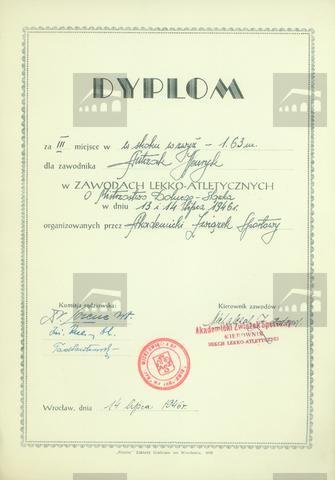 DYPLOM
za III miejsce w w skoku wzwyż - 1.63 m.
dla zawodnika Henryk
w ZAWODACH LEKKO-ATLETYCZNYCH
o Mistrzostwo Dolnego-Śląska
w dniu 13 i 14 lipca 1946 r.
organizowanych przez Akademicki Związek Sportowy
Komisja sędziowska:
Kierownik zawodów:
Akademicki Związek Sportowy
KIEROWNIK
SEKCJI LEKKO-ATLETYCZNEJ
Wrocław, dnia 14 lipca 1946 r.